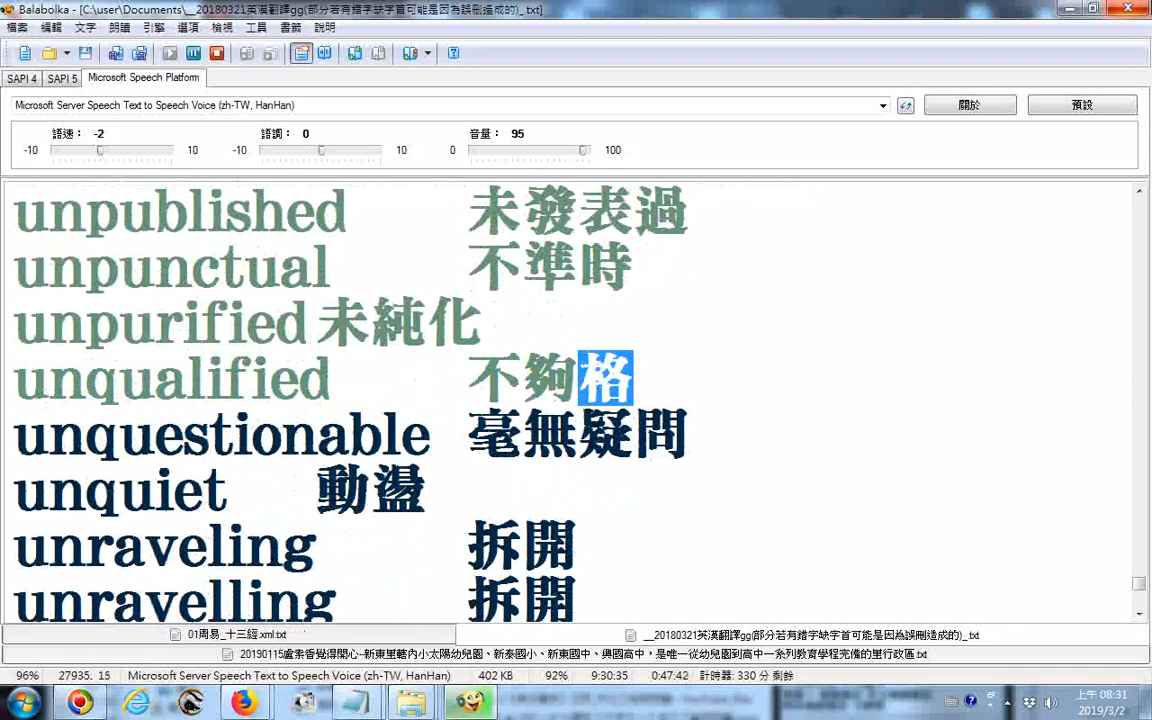 Balabolka - [C:\user\Documents\__20180321英漢翻譯gg(部分若有錯字缺字首可能是因為誤刪造成的)_.txt]
檔案 編輯 文字 朗讀 引擎 選項 檢視 工具 書籤 說明
SAPI 4 SAPI 5 Microsoft Speech Platform
Microsoft Server Speech Text to Speech Voice (zh-TW, HanHan) 關於 預設
語速： -2 語調： 0 音量： 95
-10 10 -10 10 0 100
unpublished 未發表過
unpunctual 不準時
unpurified 未純化
unqualified 不夠格
unquestionable 毫無疑問
unquiet 動盪
unraveling 拆開
unravelling 拆開
01周易_十三經.xml.txt __20180321英漢翻譯gg(部分若有錯字缺字首可能是因為誤刪造成的)_.txt
20190115盧素香覺得開心-新東里轄內小太陽幼兒園、新泰國小、新東國中、興國高中，是唯一從幼兒園到高中一系列教育學程完備的里行政區.txt
96% 27935: 15 Microsoft Server Speech Text to Speech Voice (zh-TW, HanHan) 402 KB 92% 9:30:35 0:47:42 計時器: 330 分 剩餘
上午 08:31
2019/3/2